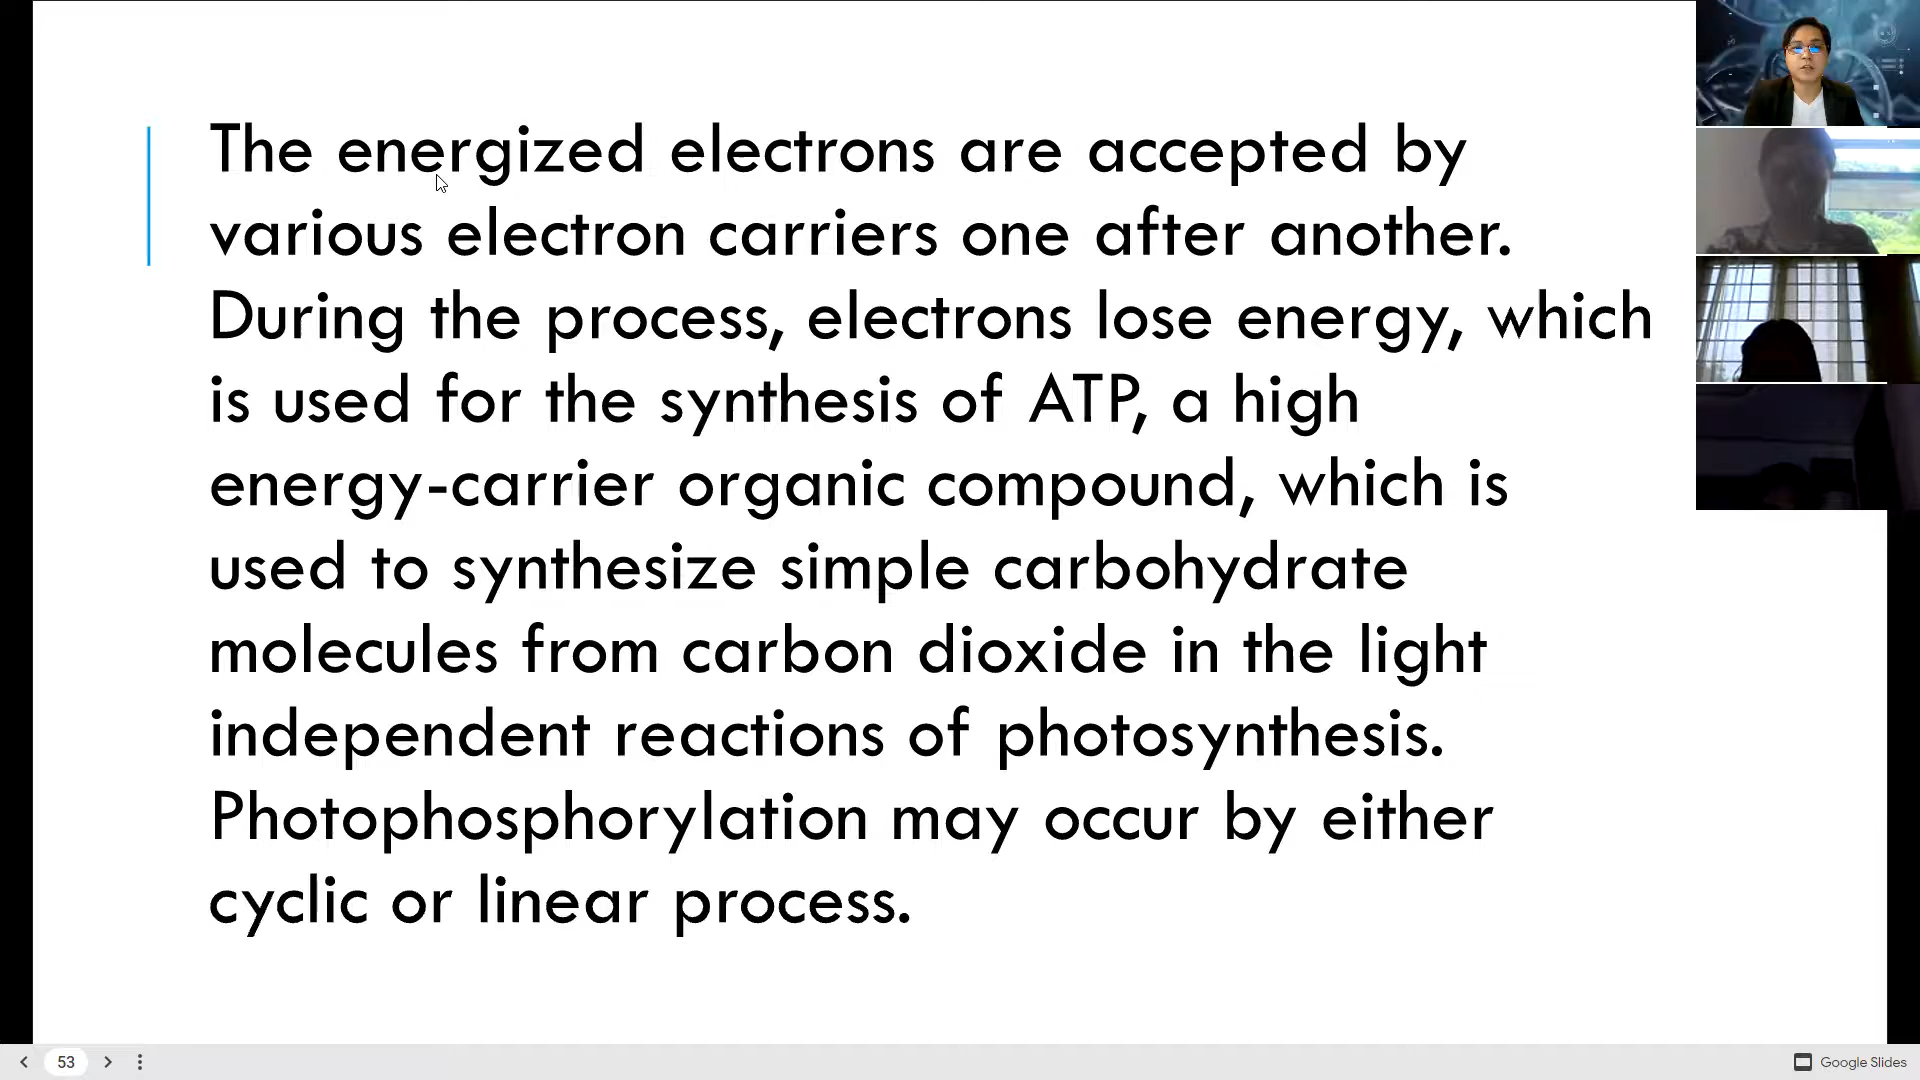 The energized electrons are accepted by
various electron carriers one after another.
During the process, electrons lose energy, which
is used for the synthesis of ATP, a high
energy-carrier organic compound, which is
used to synthesize simple carbohydrate
molecules from carbon dioxide in the light
independent reactions of photosynthesis.
Photophosphorylation may occur by either
cyclic or linear process.
53
Google Slides